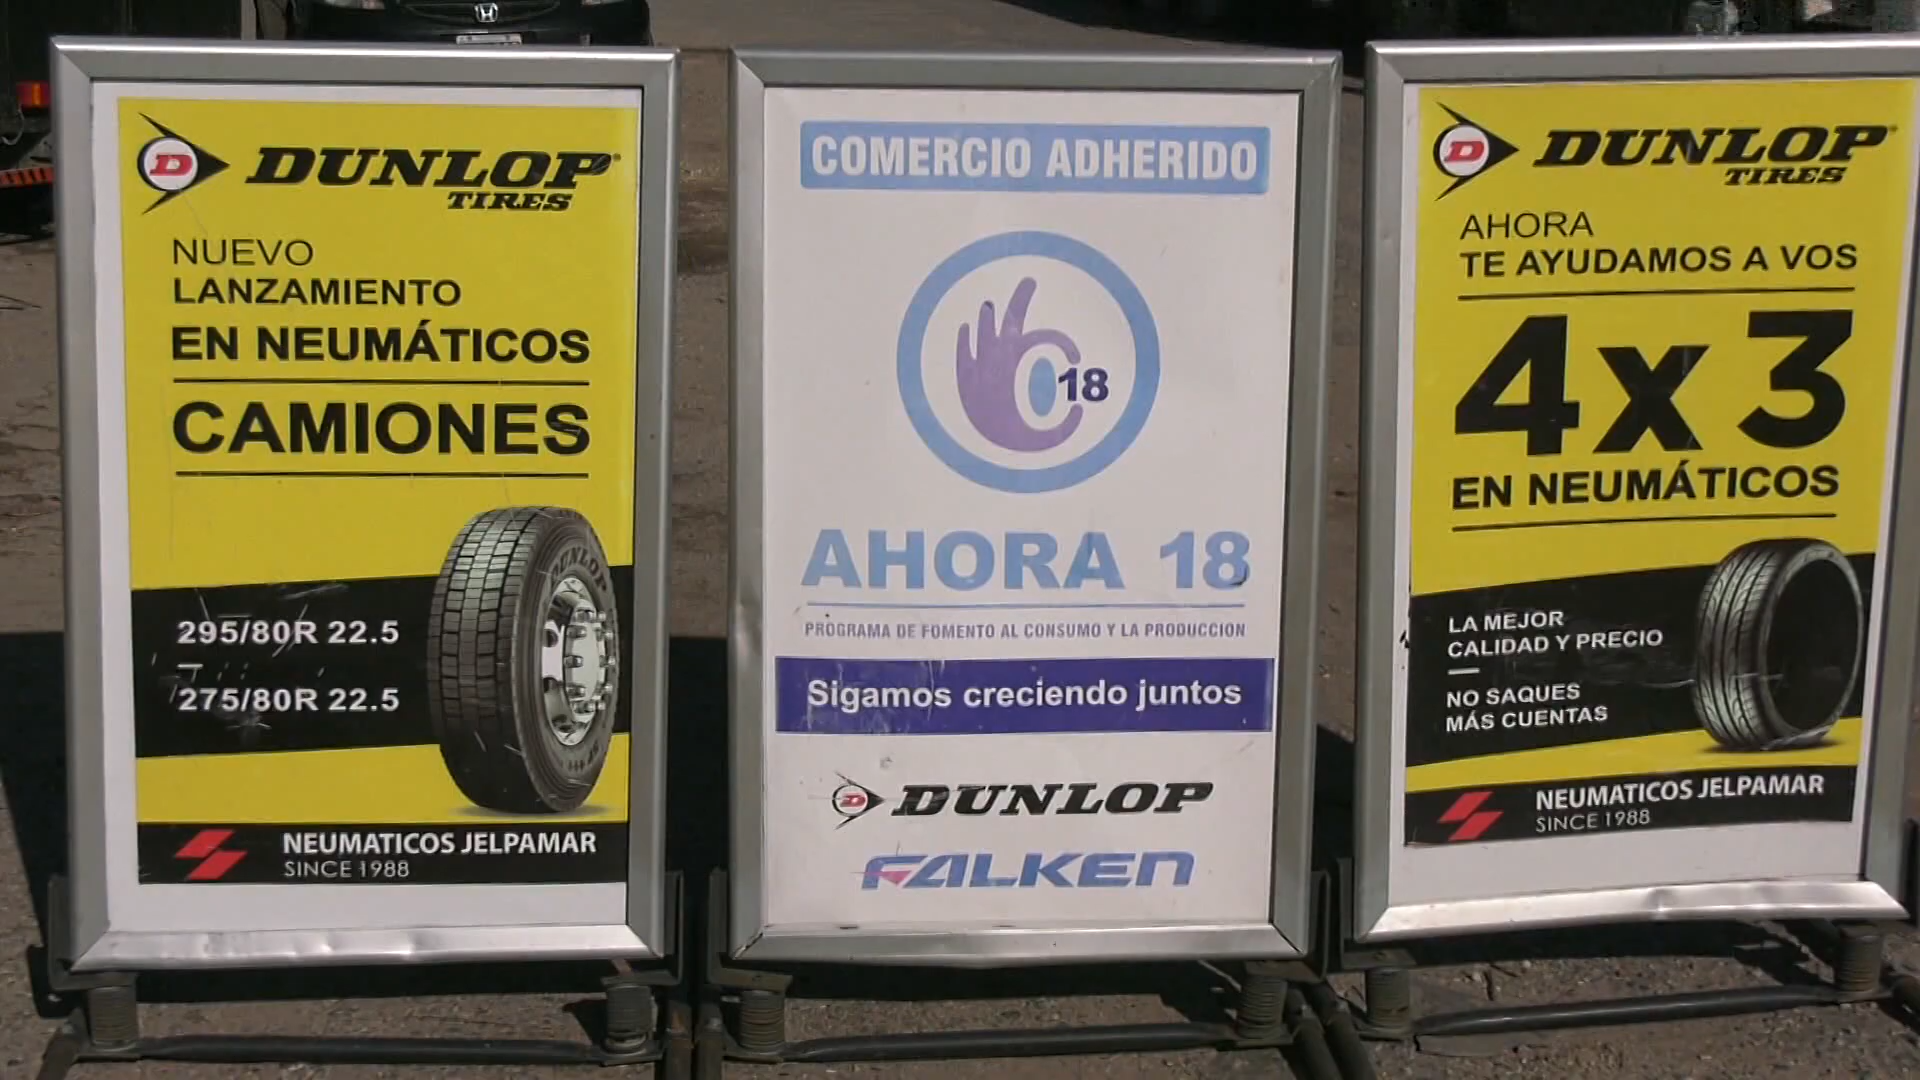 D DUNLOP
TIRES
NUEVO
LANZAMIENTO
EN NEUMÁTICOS
CAMIONES
295/80R 22.5
275/80R 22.5
DUNLOP
NEUMATICOS JELPAMAR
SINCE 1988
COMERCIO ADHERIDO
18
AHORA 18
PROGRAMA DE FOMENTO AL CONSUMO Y LA PRODUCCION
Sigamos creciendo juntos
D DUNLOP
FALKEN
D DUNLOP
TIRES
AHORA
TE AYUDAMOS A VOS
4x3
EN NEUMÁTICOS
LA MEJOR
CALIDAD Y PRECIO
NO SAQUES
MÁS CUENTAS
NEUMATICOS JELPAMAR
SINCE 1988